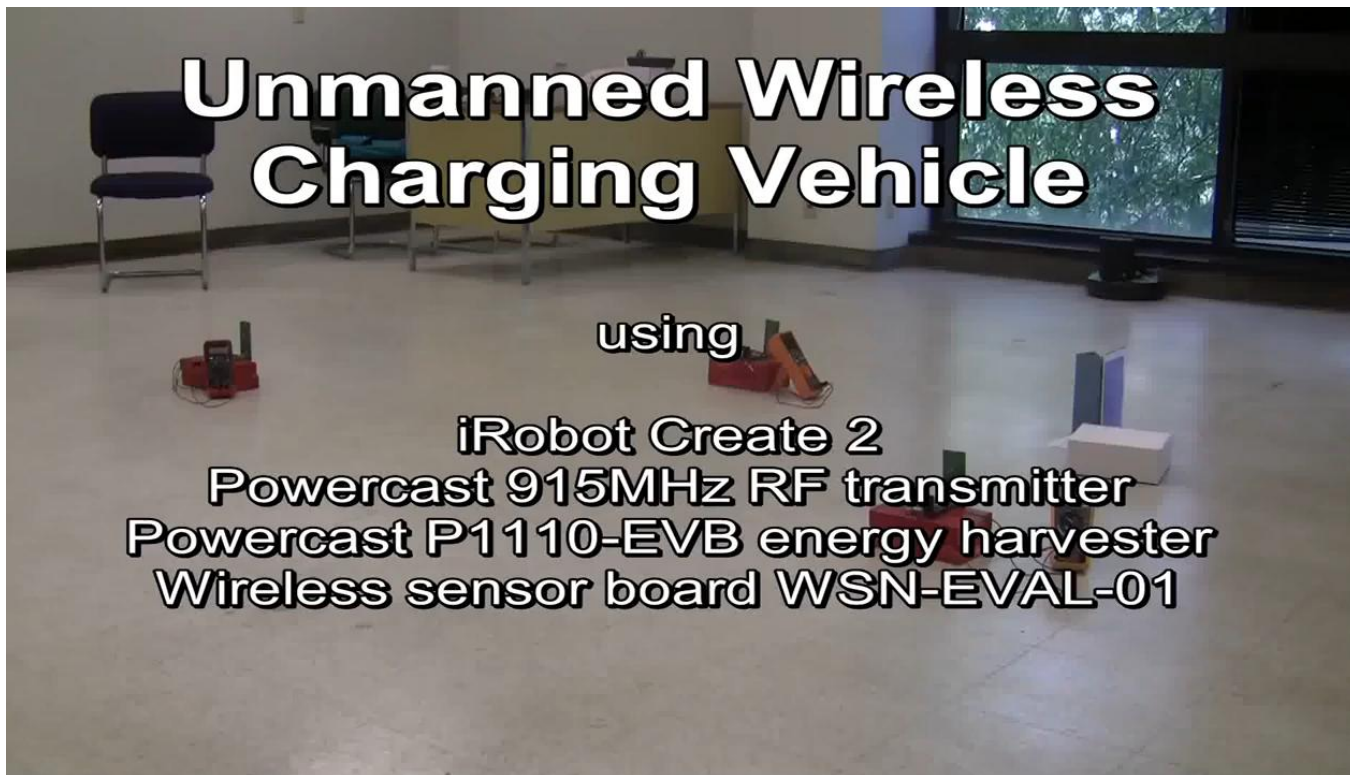 Unmanned Wireless
Charging Vehicle
using
iRobot Create 2
Powercast 915MHz RF transmitter
Powercast P1110-EVB energy harvester
Wireless sensor board WSN-EVAL-01